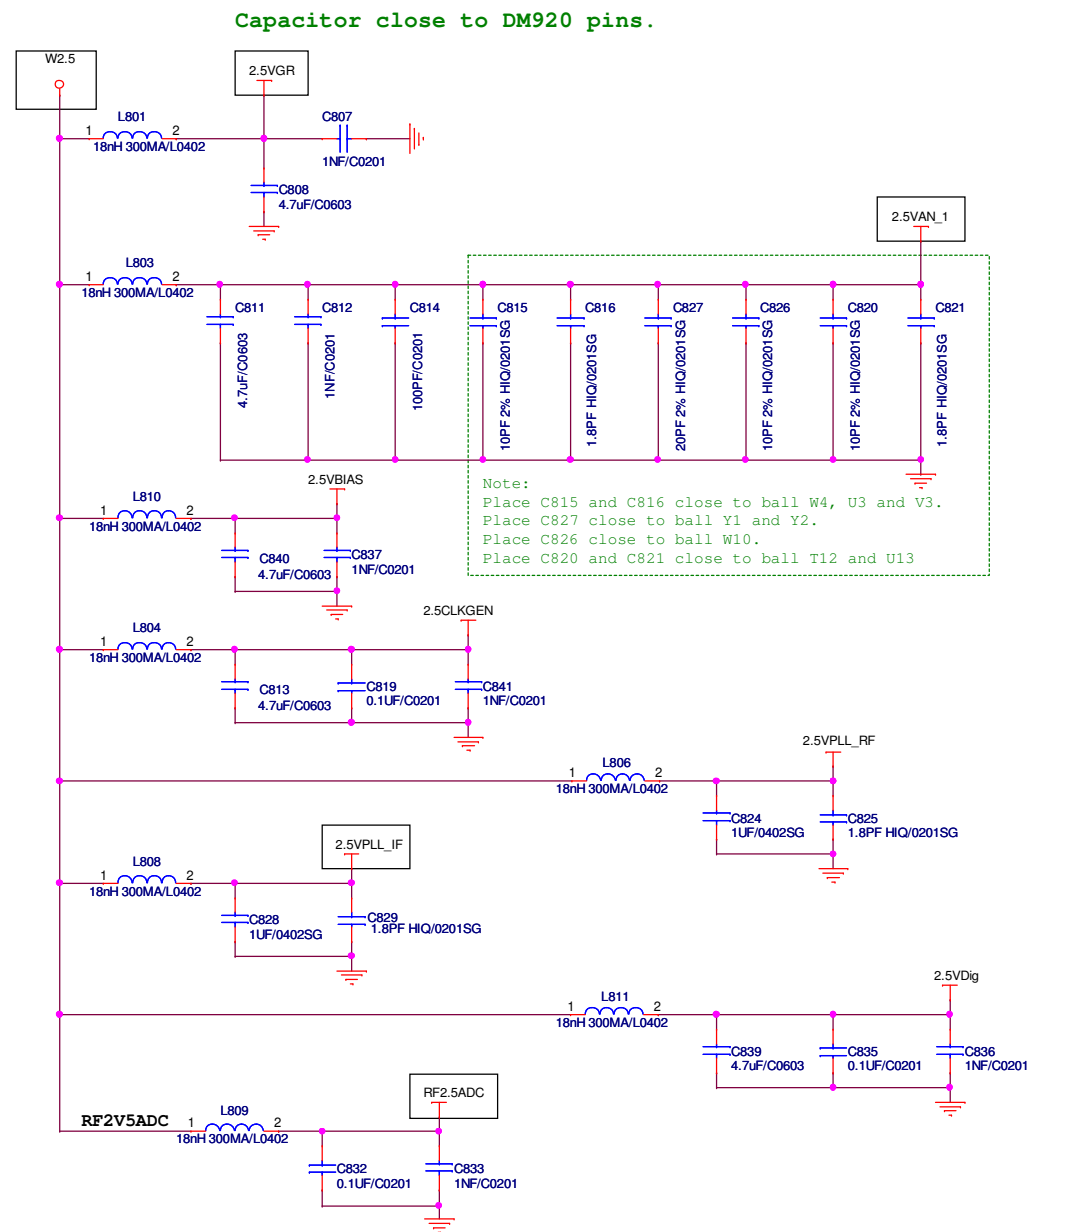 Capacitor close to DM920 pins.
W2.5
2.5VGR
L801
1 2
18nH 300MA/L0402
C807
1NF/C0201
C808
4.7uF/C0603
2.5VAN_1
L803
1 2
18nH 300MA/L0402
C811
4.7uF/C0603
C812
1NF/C0201
C814
100PF/C0201
C815
10PF 2% HIQ/0201SG
C816
1.8PF HIQ/0201SG
C827
20PF 2% HIQ/0201SG
C826
10PF 2% HIQ/0201SG
C820
10PF 2% HIQ/0201SG
C821
1.8PF HIQ/0201SG
Note:
Place C815 and C816 close to ball W4, U3 and V3.
Place C827 close to ball Y1 and Y2.
Place C826 close to ball W10.
Place C820 and C821 close to ball T12 and U13
2.5VBIAS
L810
1 2
18nH 300MA/L0402
C840
4.7uF/C0603
C837
1NF/C0201
2.5CLKGEN
L804
1 2
18nH 300MA/L0402
C813
4.7uF/C0603
C819
0.1UF/C0201
C841
1NF/C0201
2.5VPLL_RF
L806
1 2
18nH 300MA/L0402
C824
1UF/0402SG
C825
1.8PF HIQ/0201SG
2.5VPLL_IF
L808
1 2
18nH 300MA/L0402
C828
1UF/0402SG
C829
1.8PF HIQ/0201SG
2.5VDig
L811
1 2
18nH 300MA/L0402
C839
4.7uF/C0603
C835
0.1UF/C0201
C836
1NF/C0201
RF2.5ADC
RF2V5ADC
L809
1 2
18nH 300MA/L0402
C832
0.1UF/C0201
C833
1NF/C0201